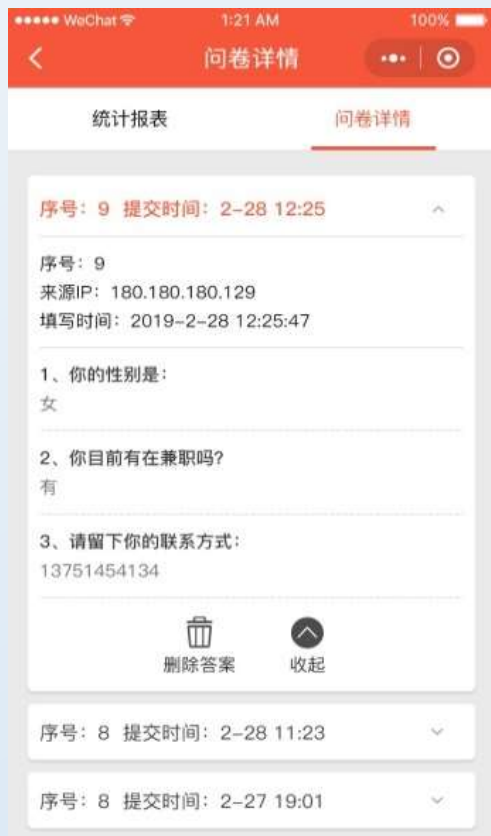 WeChat 1:21 AM 100%
问卷详情
统计报表 问卷详情
序号：9 提交时间：2-28 12:25
序号：9
来源IP：180.180.180.129
填写时间：2019-2-28 12:25:47
1、你的性别是：
女
2、你目前有在兼职吗？
有
3、请留下你的联系方式：
13751454134
删除答案 收起
序号：8 提交时间：2-28 11:23
序号：8 提交时间：2-27 19:01